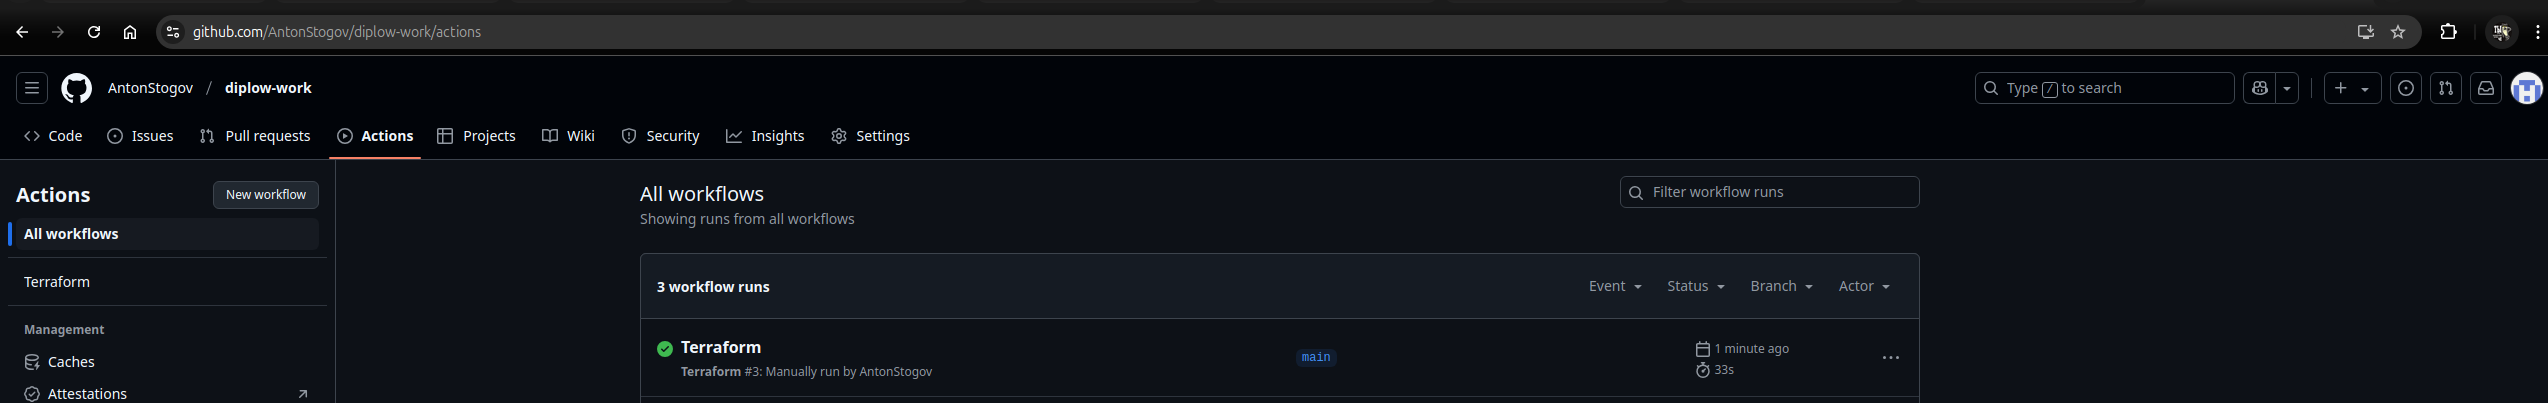 github.com/AntonStogov/diplow-work/actions
AntonStogov / diplow-work
Type / to search
Code Issues Pull requests Actions Projects Wiki Security Insights Settings
Actions
New workflow
All workflows
Terraform
Management
Caches
Attestations
All workflows
Showing runs from all workflows
Filter workflow runs
3 workflow runs
Event Status Branch Actor
Terraform
Terraform #3: Manually run by AntonStogov
main
1 minute ago
33s